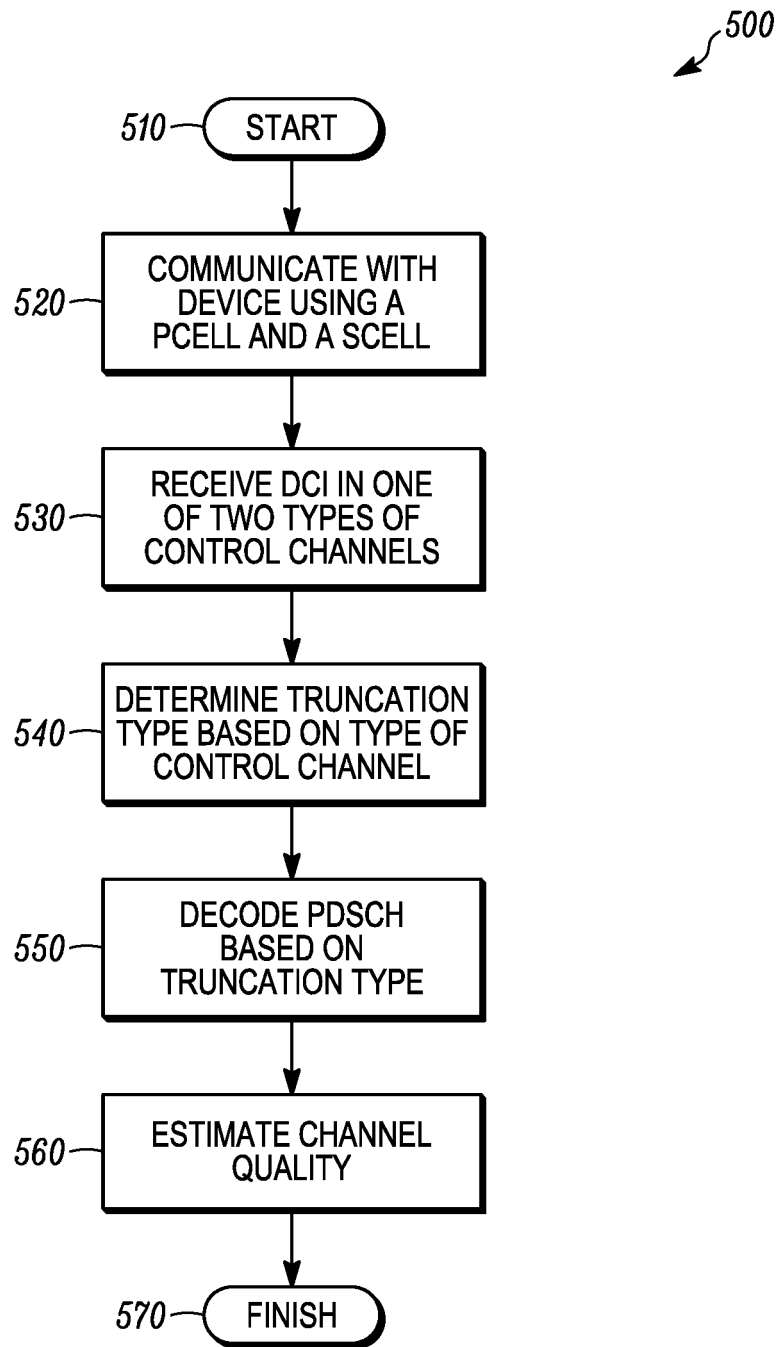 500
510
START
520
COMMUNICATE WITH
DEVICE USING A
PCELL AND A SCELL
530
RECEIVE DCI IN ONE
OF TWO TYPES OF
CONTROL CHANNELS
540
DETERMINE TRUNCATION
TYPE BASED ON TYPE OF
CONTROL CHANNEL
550
DECODE PDSCH
BASED ON
TRUNCATION TYPE
560
ESTIMATE CHANNEL
QUALITY
570
FINISH